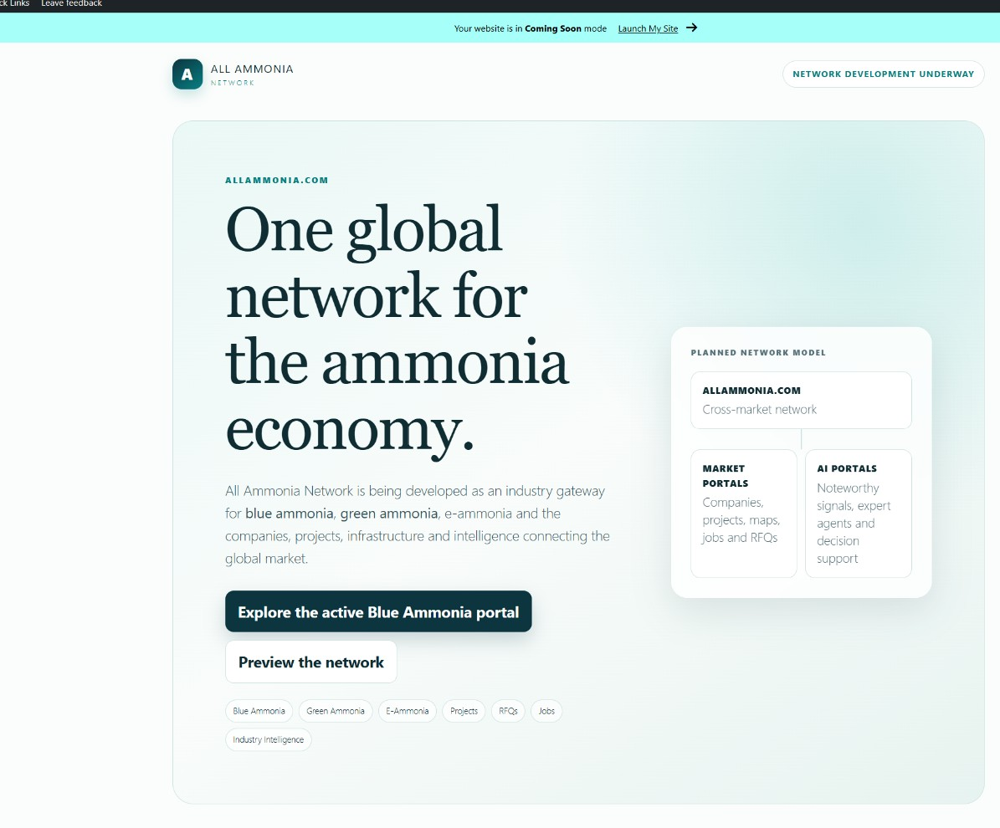 Links Leave feedback
Your website is in Coming Soon mode Launch My Site
A
ALL AMMONIA
NETWORK
NETWORK DEVELOPMENT UNDERWAY
ALLAMMONIA.COM
One global
network for
the ammonia
economy.
All Ammonia Network is being developed as an industry gateway
for blue ammonia, green ammonia, e-ammonia and the
companies, projects, infrastructure and intelligence connecting the
global market.
Explore the active Blue Ammonia portal
Preview the network
Blue Ammonia Green Ammonia E-Ammonia Projects RFQs Jobs
Industry Intelligence
PLANNED NETWORK MODEL
ALLAMMONIA.COM
Cross-market network
MARKET
PORTALS
Companies,
projects, maps,
jobs and RFQs
AI PORTALS
Noteworthy
signals, expert
agents and
decision
support